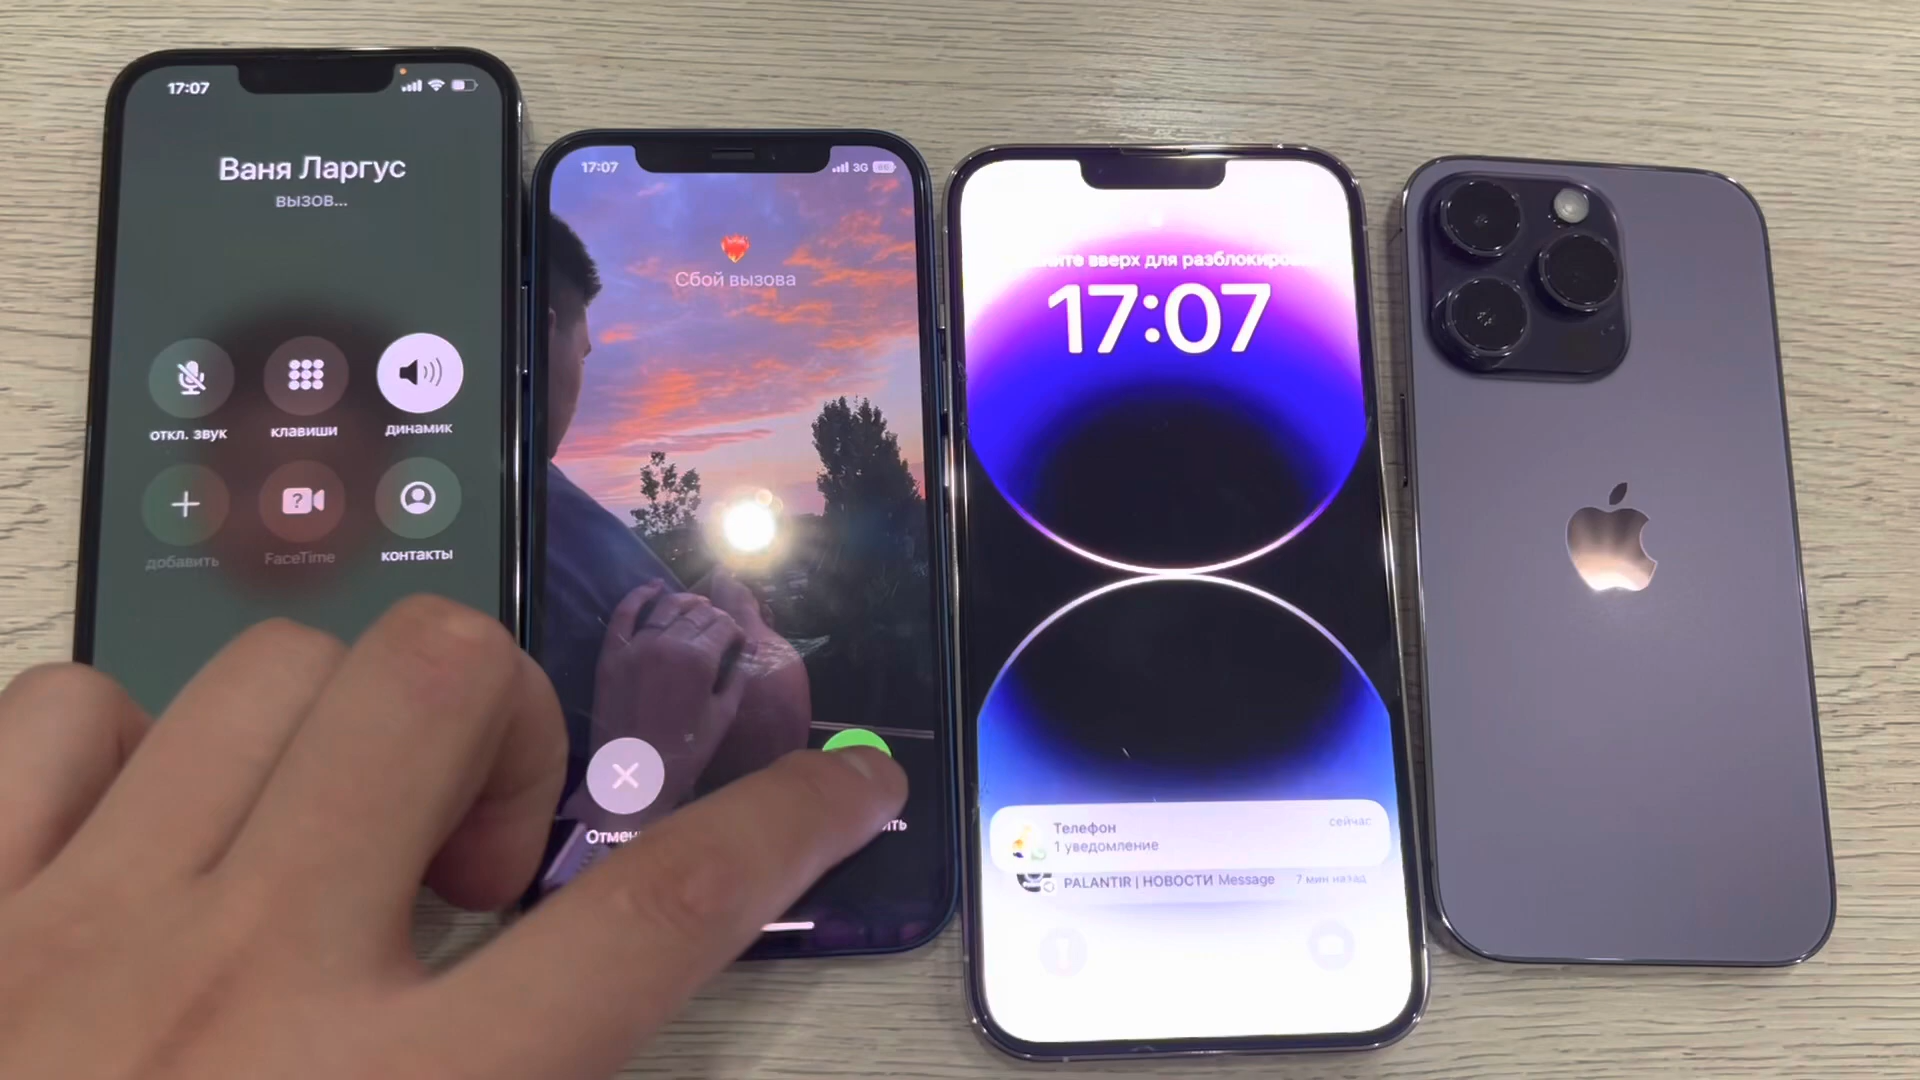 17:07
Ваня Ларгус
вызов...
откл. звук
клавиши
динамик
добавить
FaceTime
контакты
17:07
3G
Сбой вызова
17:07
вверх для
Телефон
сейчас
1 уведомление
PALANTIR | НОВОСТИ Message
7 мин назад